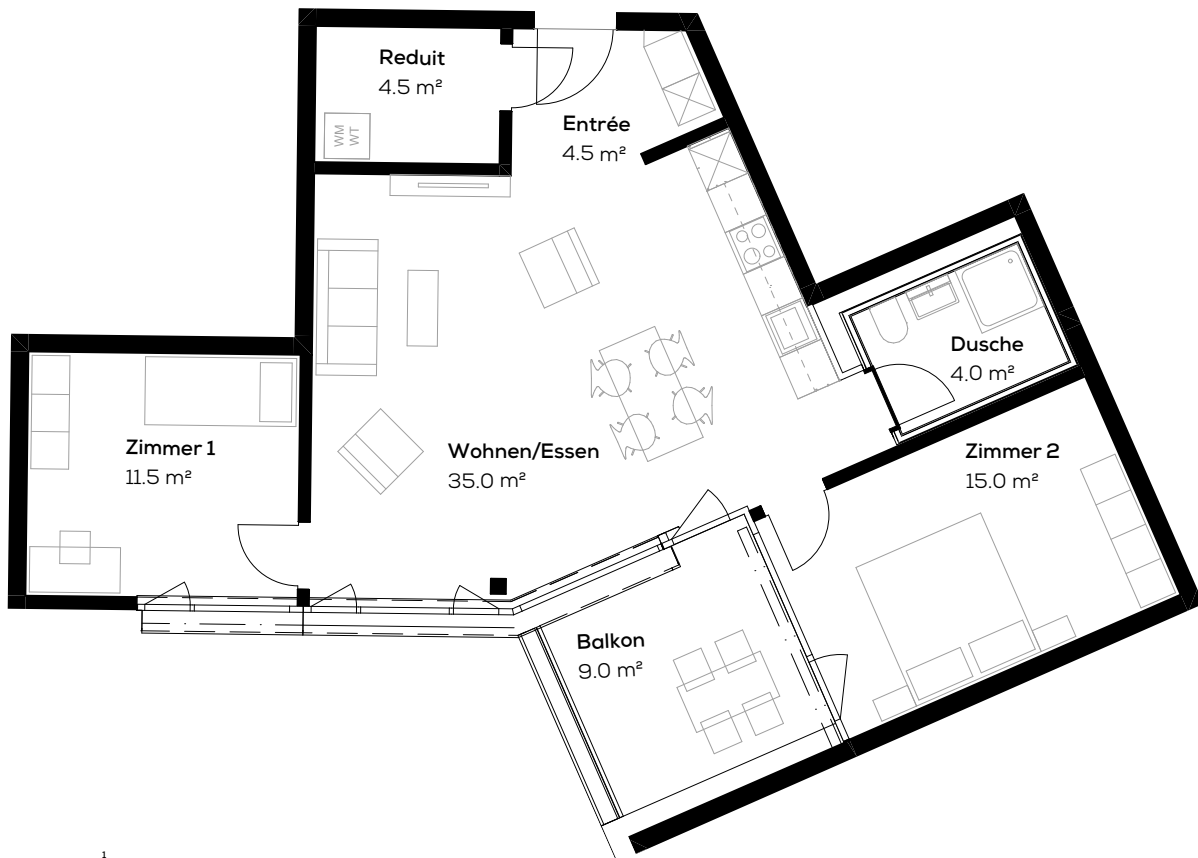 Reduit
4.5 m²
WM
WT
Entrée
4.5 m²
Dusche
4.0 m²
Zimmer 1
11.5 m²
Wohnen/Essen
35.0 m²
Zimmer 2
15.0 m²
Balkon
9.0 m²
1